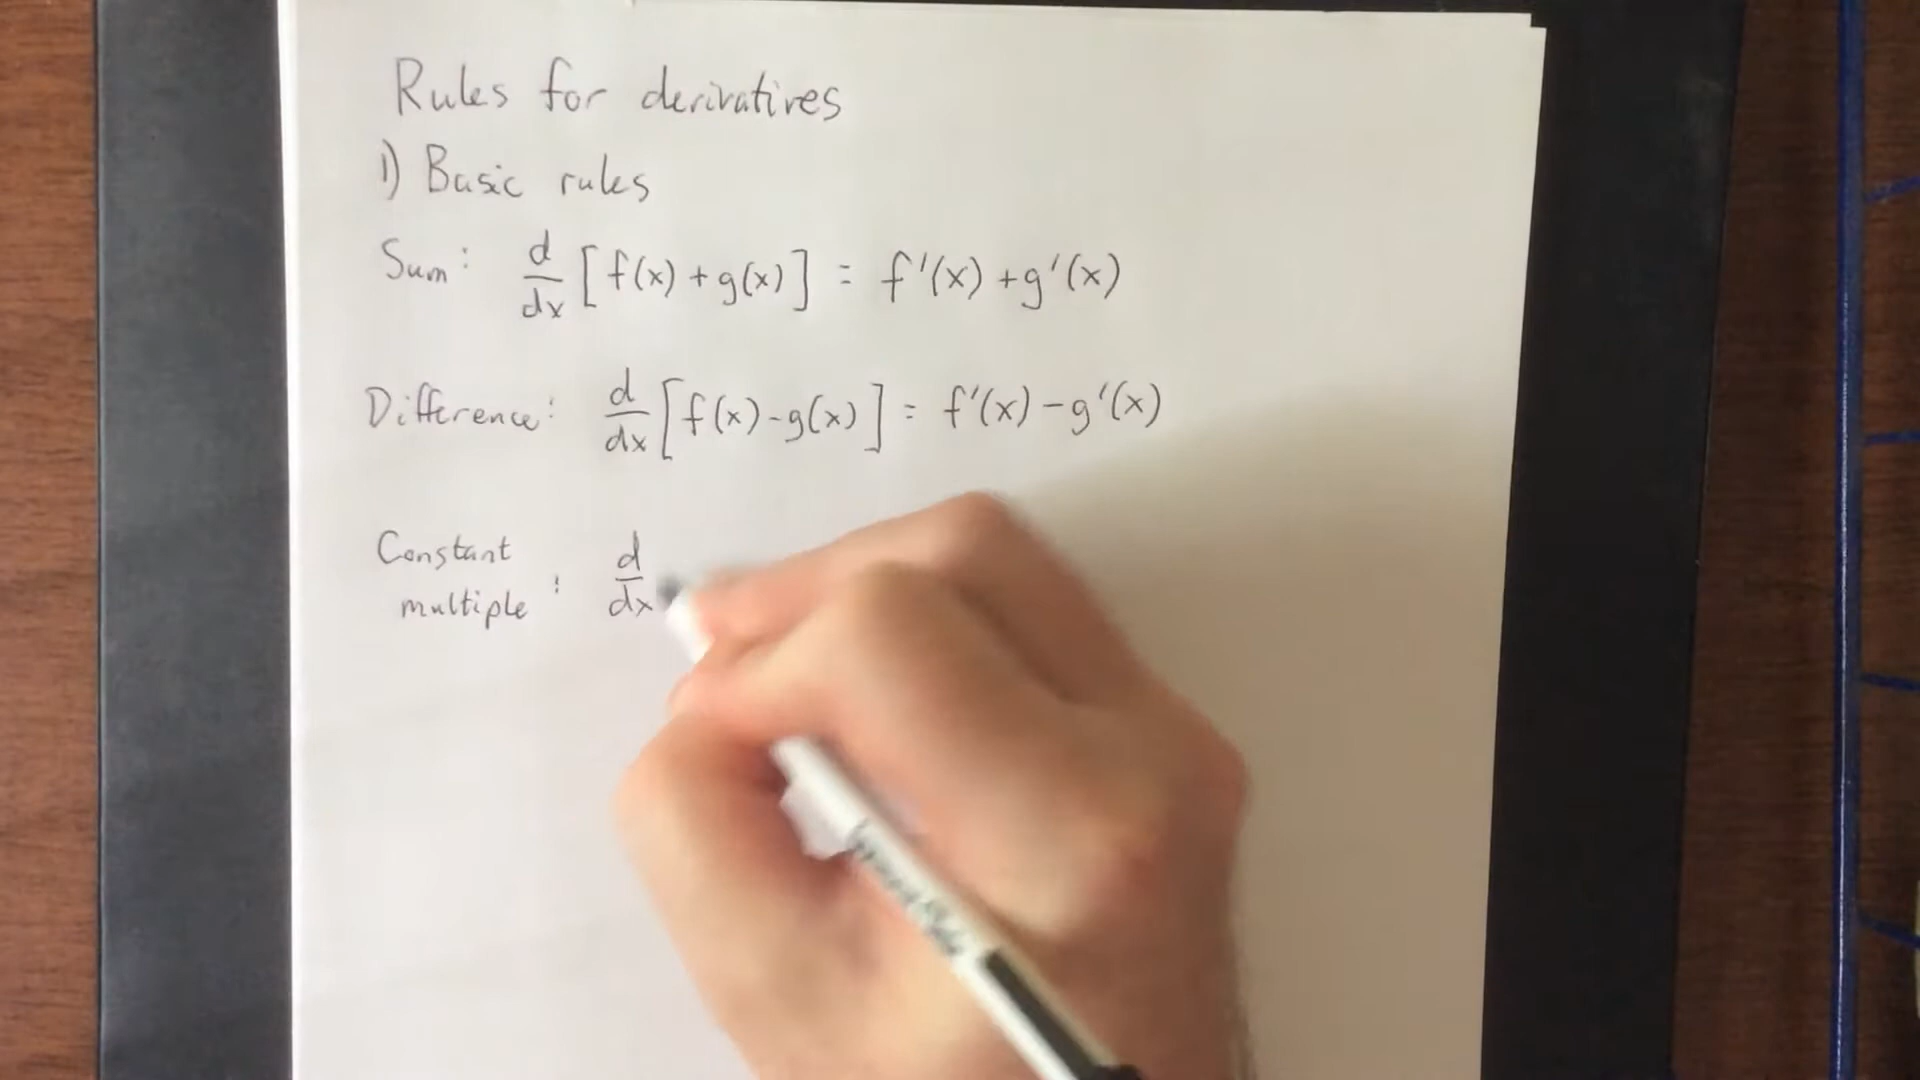 Rules for derivatives
1) Basic rules
Sum: d/dx [f(x) + g(x)] = f'(x) + g'(x)
Difference: d/dx [f(x) - g(x)] = f'(x) - g'(x)
Constant
multiple : d/dx